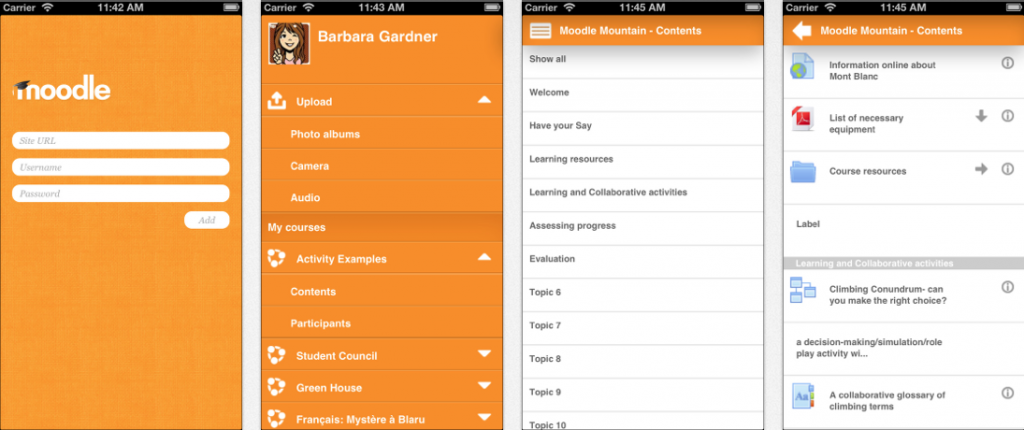 Carrier 11:42 AM
moodle
Site URL
Username
Password
Add
Carrier 11:43 AM
Barbara Gardner
Upload
Photo albums
Camera
Audio
My courses
Activity Examples
Contents
Participants
Student Council
Green House
Français: Mystère à Blaru
Carrier 11:45 AM
Moodle Mountain - Contents
Show all
Welcome
Have your Say
Learning resources
Learning and Collaborative activities
Assessing progress
Evaluation
Topic 6
Topic 7
Topic 8
Topic 9
Topic 10
Carrier 11:45 AM
Moodle Mountain - Contents
Information online about
Mont Blanc
List of necessary
equipment
Course resources
Label
Learning and Collaborative activities
Climbing Conundrum- can
you make the right choice?
a decision-making/simulation/role
play activity wi...
Aa
A collaborative glossary of
climbing terms